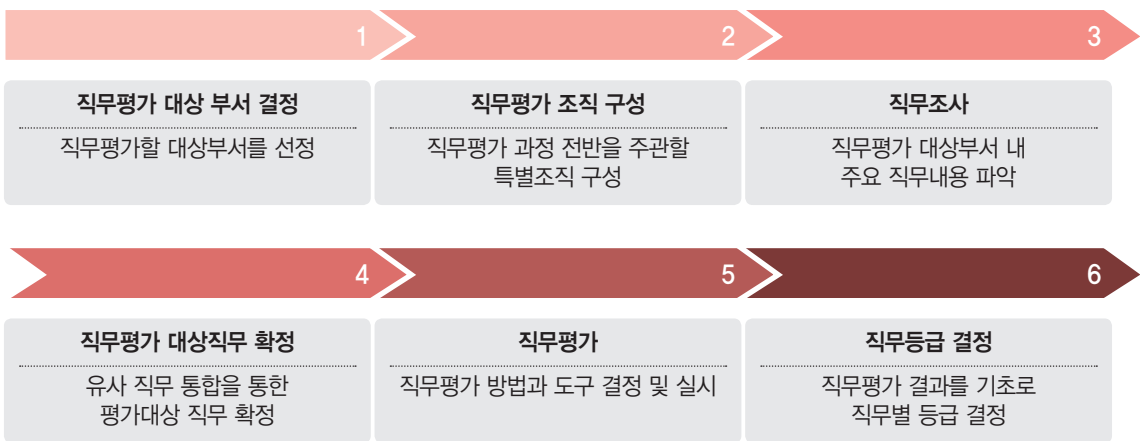 1
2
3
직무평가 대상 부서 결정
직무평가할 대상부서를 선정
직무평가 조직 구성
직무평가 과정 전반을 주관할
특별조직 구성
직무조사
직무평가 대상부서 내
주요 직무내용 파악
4
5
6
직무평가 대상직무 확정
유사 직무 통합을 통한
평가대상 직무 확정
직무평가
직무평가 방법과 도구 결정 및 실시
직무등급 결정
직무평가 결과를 기초로
직무별 등급 결정